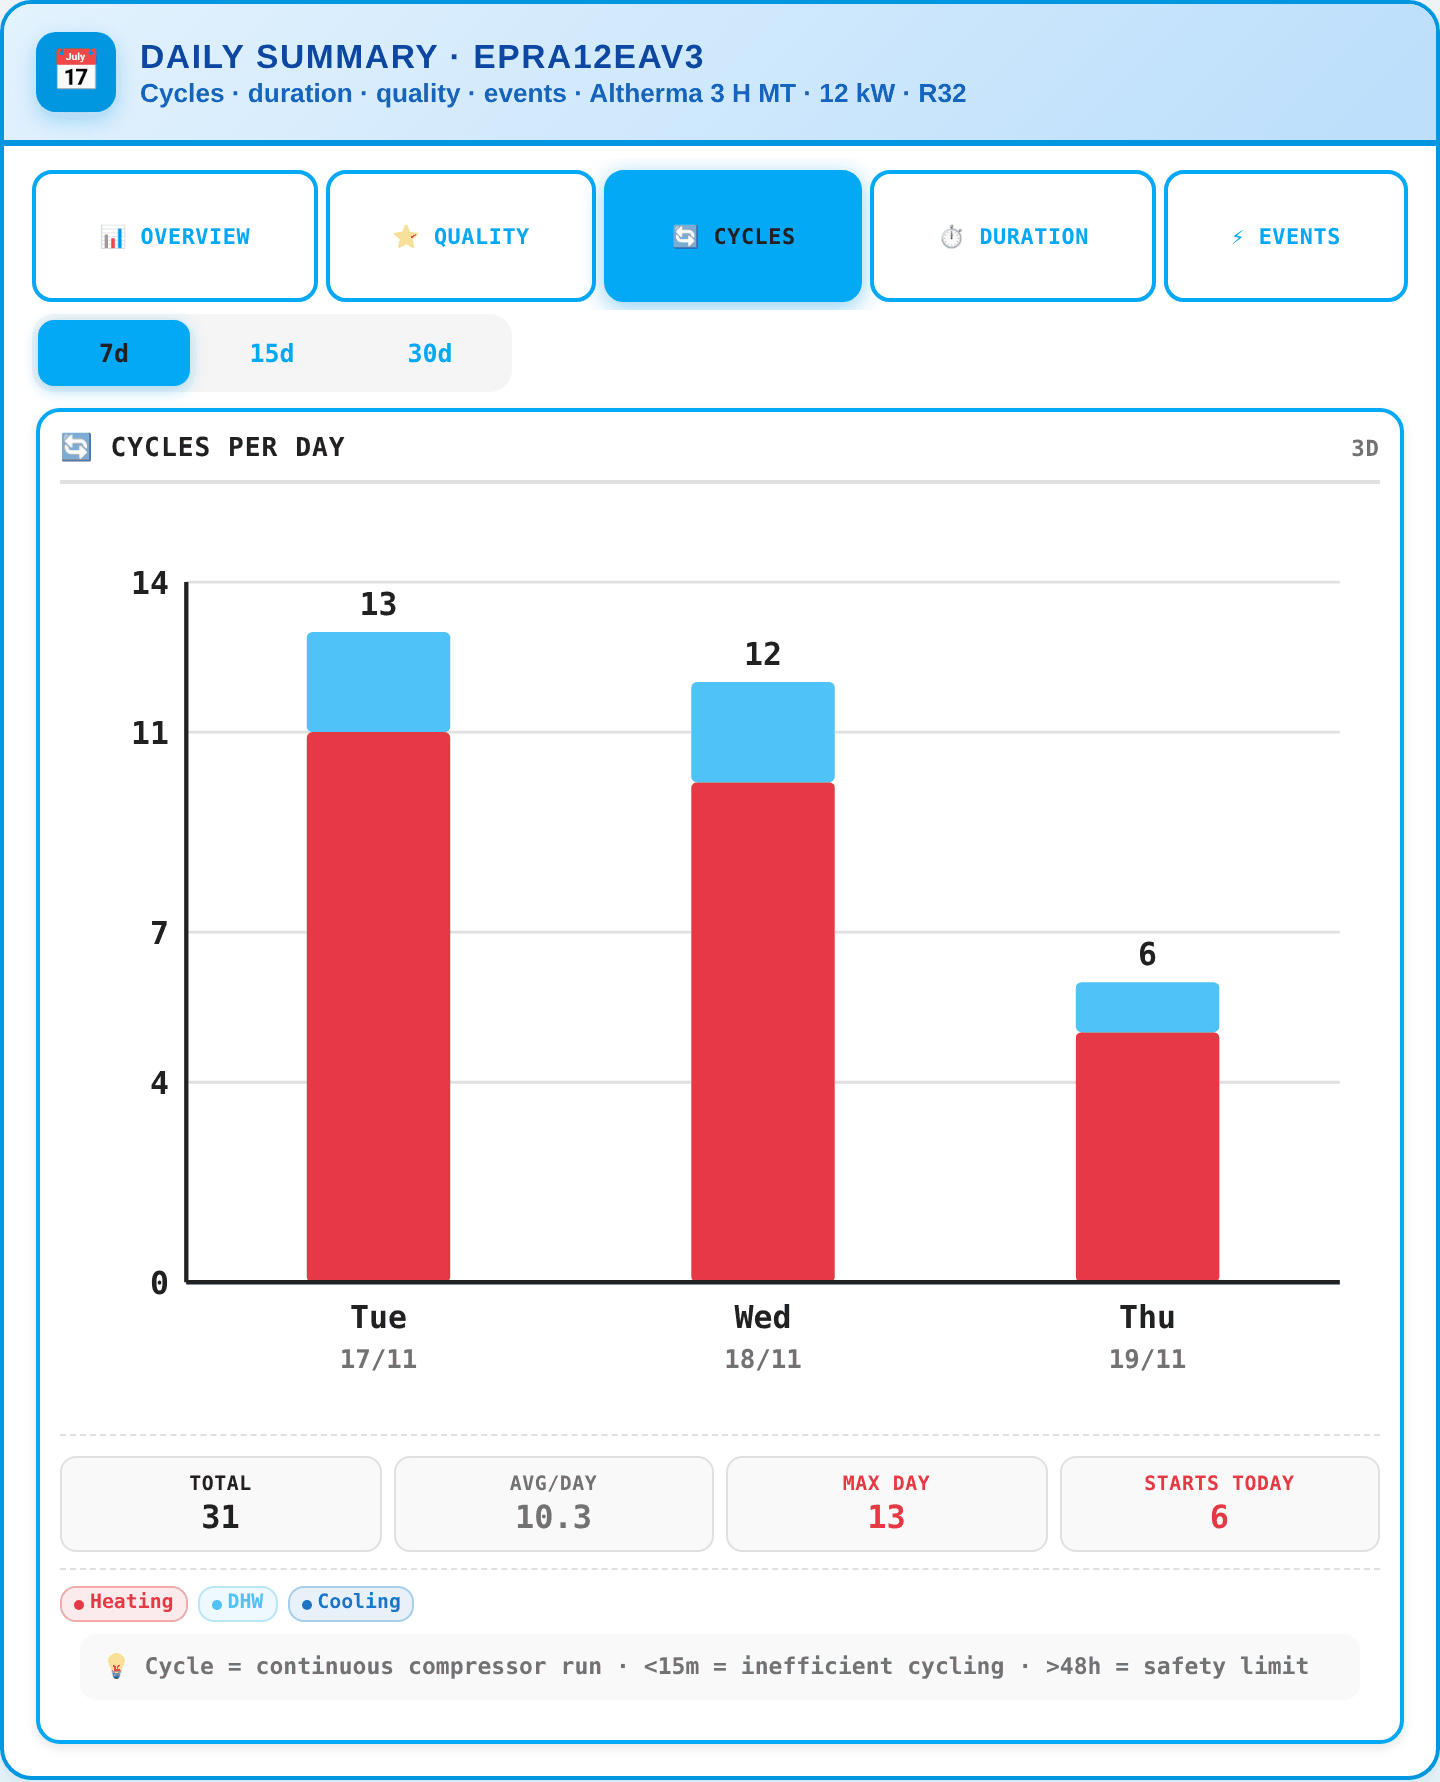 DAILY SUMMARY · EPRA12EAV3
Cycles · duration · quality · events · Altherma 3 H MT · 12 kW · R32
July
17
OVERVIEW
QUALITY
CYCLES
DURATION
EVENTS
7d
15d
30d
CYCLES PER DAY
3D
14
11
7
4
0
13
12
6
Tue
17/11
Wed
18/11
Thu
19/11
TOTAL
31
AVG/DAY
10.3
MAX DAY
13
STARTS TODAY
6
Heating
DHW
Cooling
Cycle = continuous compressor run · <15m = inefficient cycling · >48h = safety limit